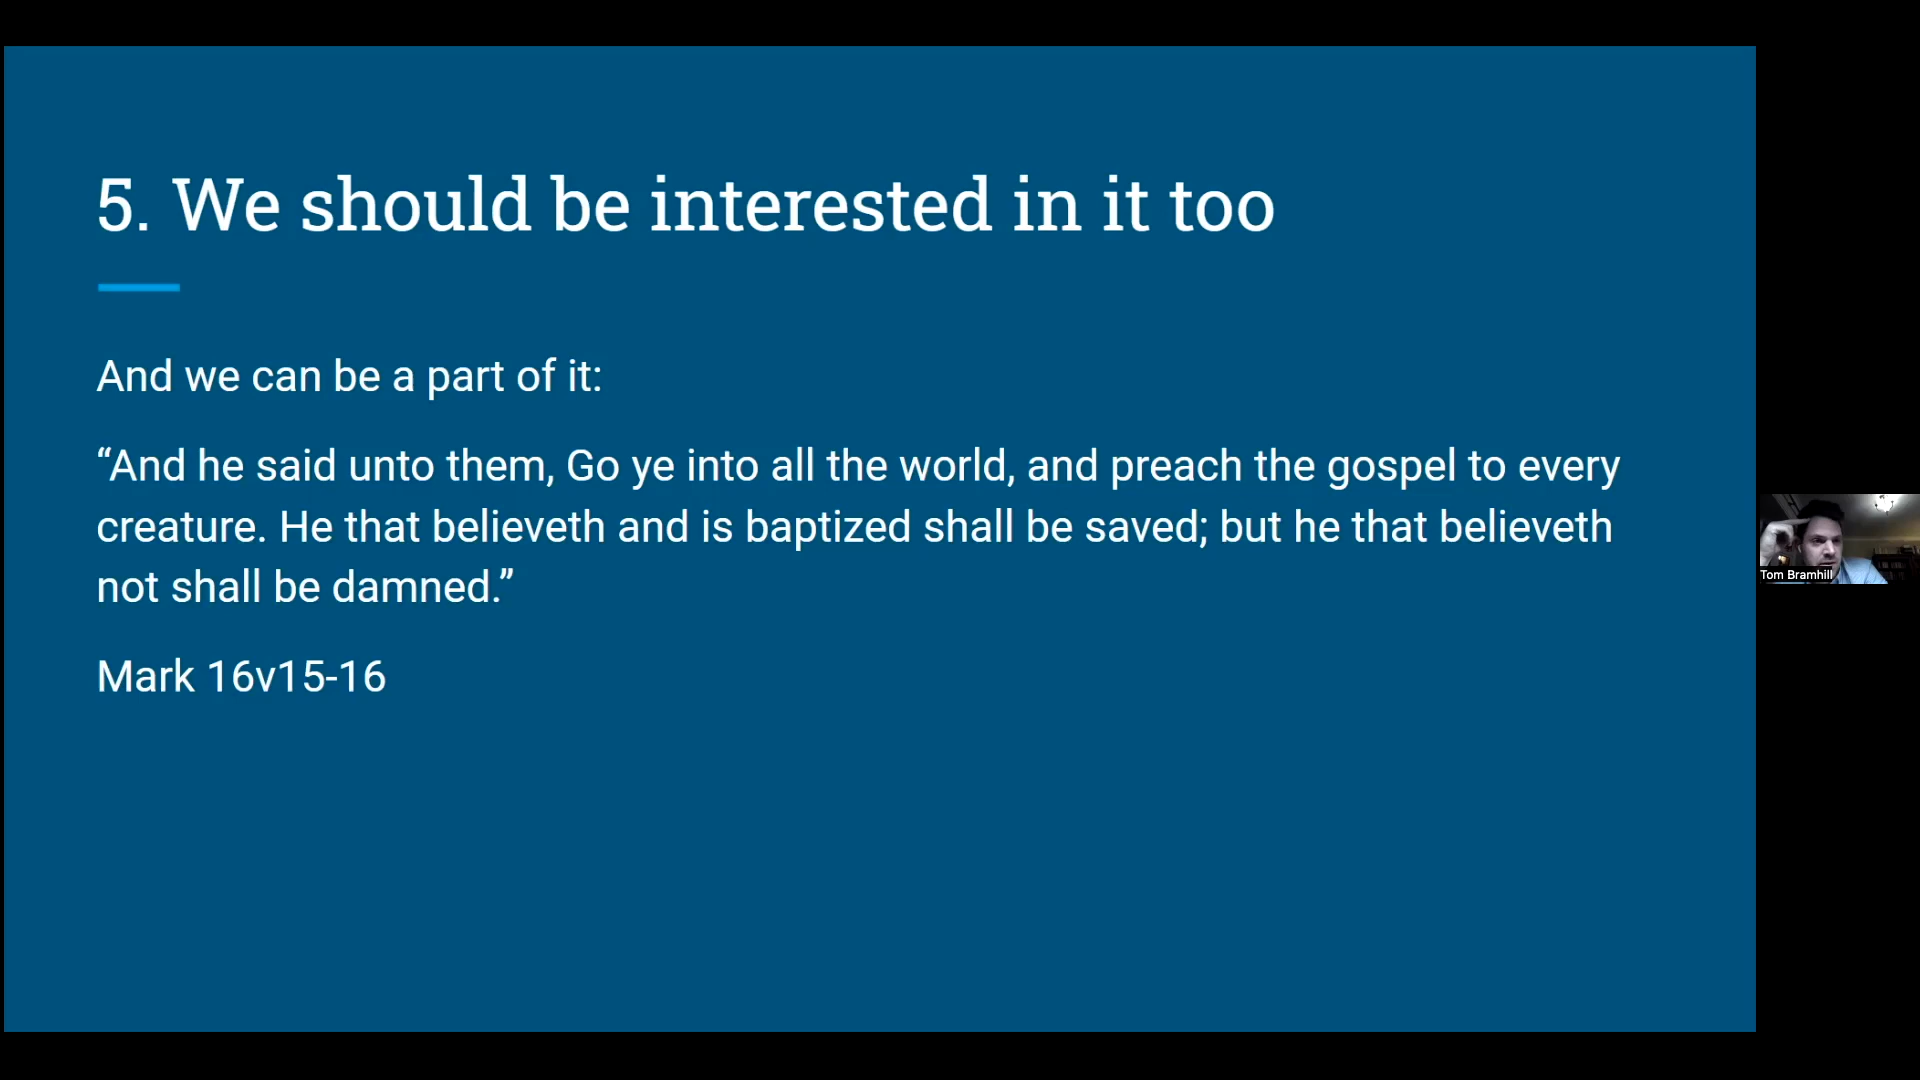 5. We should be interested in it too
And we can be a part of it:
“And he said unto them, Go ye into all the world, and preach the gospel to every
creature. He that believeth and is baptized shall be saved; but he that believeth
not shall be damned.”
Mark 16v15-16
Tom Bramhill